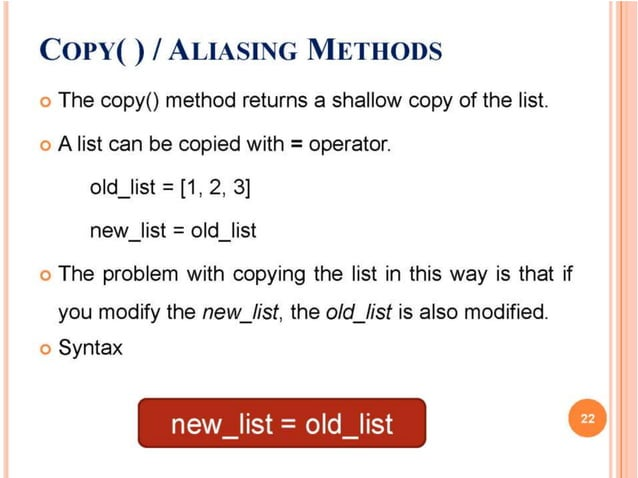 COPY( ) / ALIASING METHODS
The copy() method returns a shallow copy of the list.
A list can be copied with = operator.
old_list = [1, 2, 3]
new_list = old_list
The problem with copying the list in this way is that if
you modify the new_list, the old_list is also modified.
Syntax
new_list = old_list
22